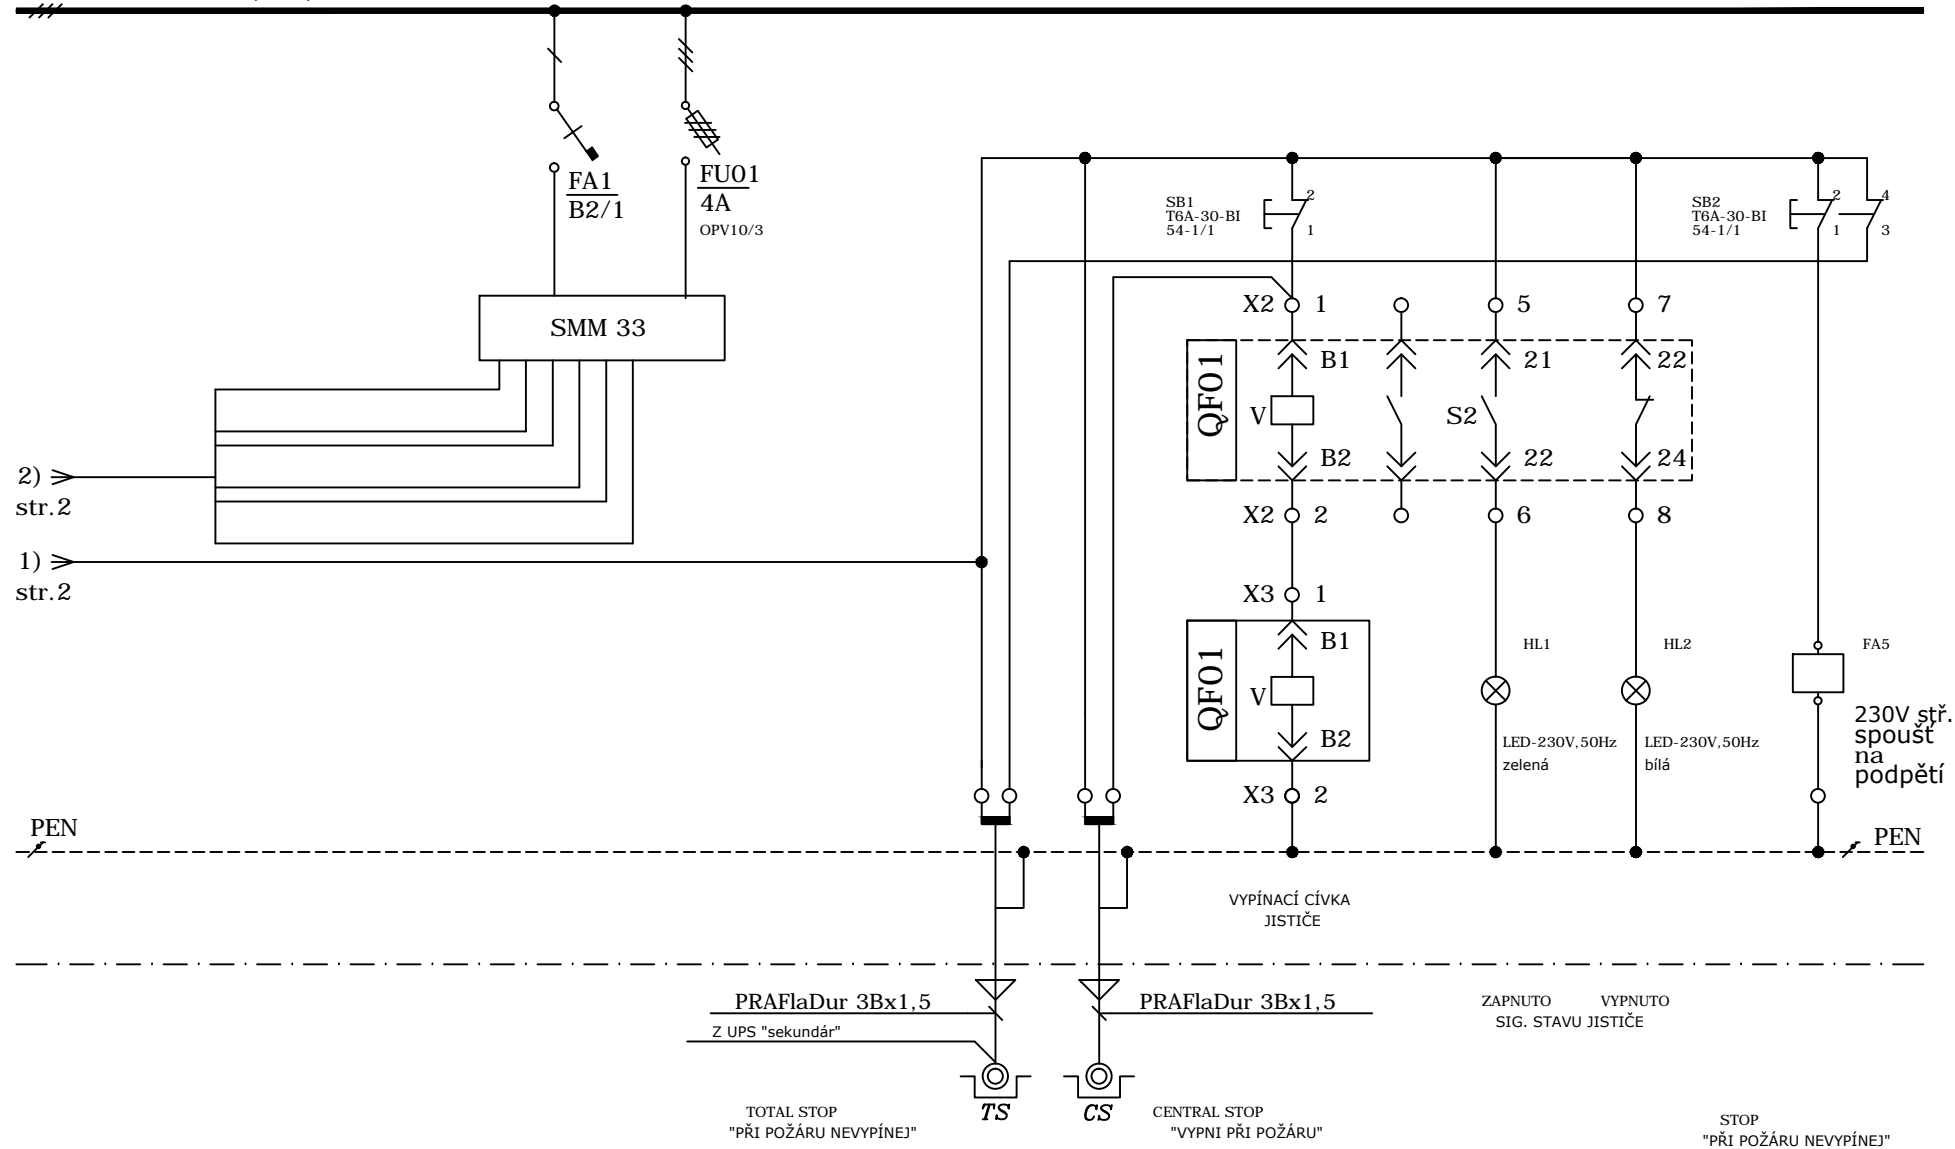 FA1
B2/1
FU01
4A
OPV10/3
SMM 33
2)
str.2
1)
str.2
SB1
T6A-30-BI
54-1/1
2
1
SB2
T6A-30-BI
54-1/1
2
4
1
3
X2 1
5
7
QF01
B1
21
22
V
S2
B2
22
24
X2 2
6
8
X3 1
QF01
B1
V
B2
X3 2
HL1
HL2
FA5
LED-230V,50Hz
zelená
LED-230V,50Hz
bílá
230V stř.
spoušť
na
podpětí
PEN
PEN
VYPÍNACÍ CÍVKA
JISTIČE
PRAFlaDur 3Bx1,5
PRAFlaDur 3Bx1,5
Z UPS "sekundár"
ZAPNUTO VYPNUTO
SIG. STAVU JISTIČE
TS
CS
TOTAL STOP
"PŘI POŽÁRU NEVYPÍNEJ"
CENTRAL STOP
"VYPNI PŘI POŽÁRU"
STOP
"PŘI POŽÁRU NEVYPÍNEJ"